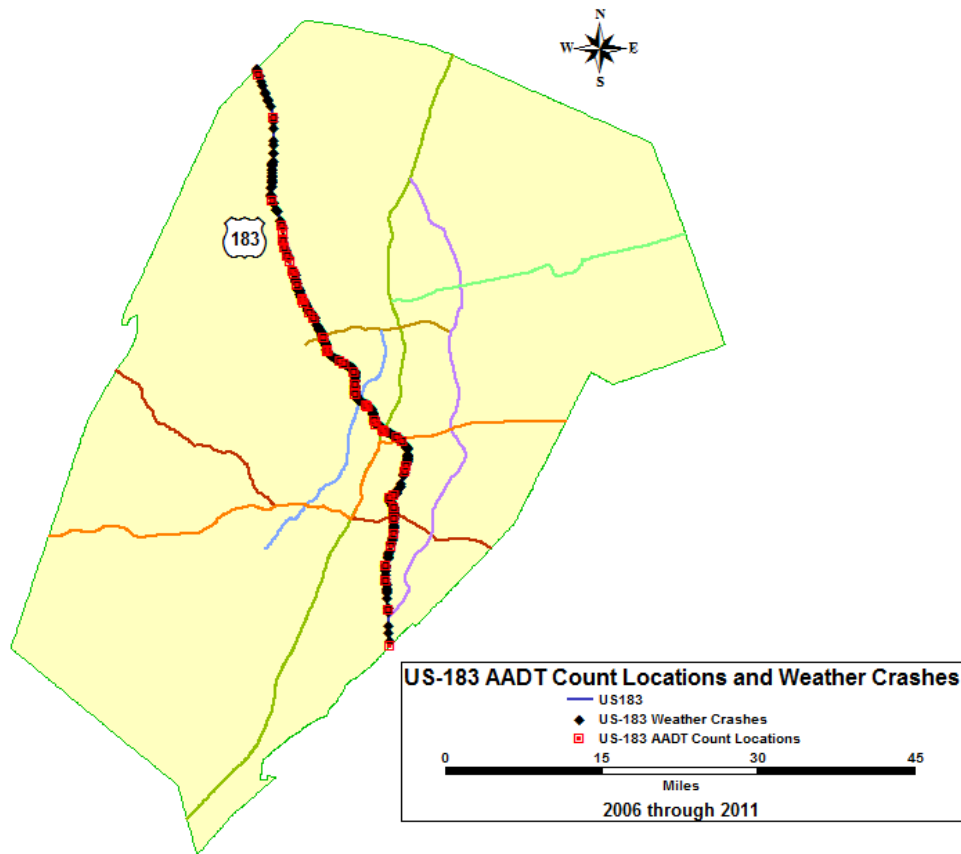 N
W E
S
183
US-183 AADT Count Locations and Weather Crashes
US183
US-183 Weather Crashes
US-183 AADT Count Locations
0 15 30 45
Miles
2006 through 2011